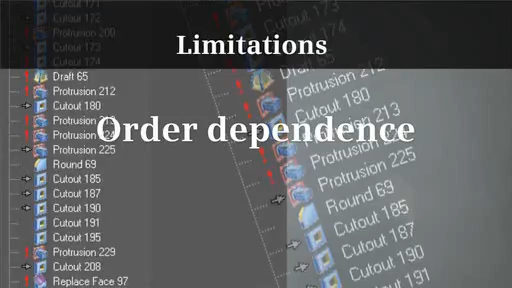 Limitations
Order dependence
Cutout 171
Cutout 172
Protrusion 200
Cutout 173
Cutout 174
Draft 65
Protrusion 212
Cutout 180
Protrusion
Protrusion
Protrusion 225
Round 69
Cutout 185
Cutout 187
Cutout 190
Cutout 191
Cutout 195
Protrusion 229
Cutout 208
Replace Face 97
Cutout 173
Draft 65
Protrusion 212
Cutout 180
Protrusion 213
Protrusion 225
Round 69
Cutout 185
Cutout 187
Cutout 190
Cutout 191